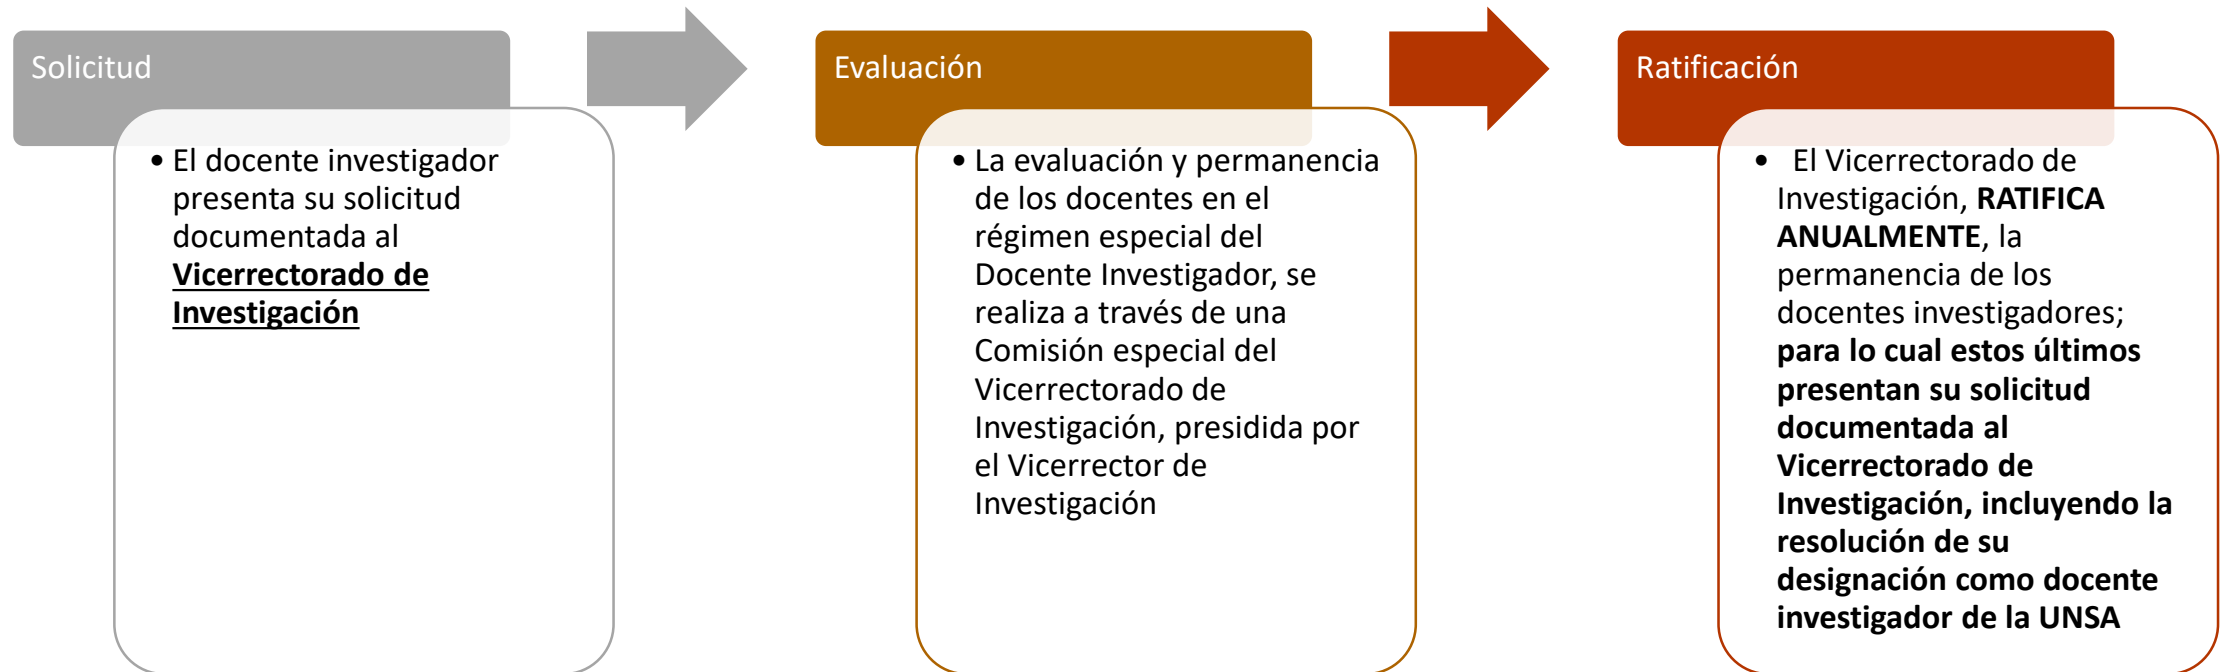 Solicitud
• El docente investigador
presenta su solicitud
documentada al
Vicerrectorado de
Investigación
Evaluación
• La evaluación y permanencia
de los docentes en el
régimen especial del
Docente Investigador, se
realiza a través de una
Comisión especial del
Vicerrectorado de
Investigación, presidida por
el Vicerrector de
Investigación
Ratificación
• El Vicerrectorado de
Investigación, RATIFICA
ANUALMENTE, la
permanencia de los
docentes investigadores;
para lo cual estos últimos
presentan su solicitud
documentada al
Vicerrectorado de
Investigación, incluyendo la
resolución de su
designación como docente
investigador de la UNSA